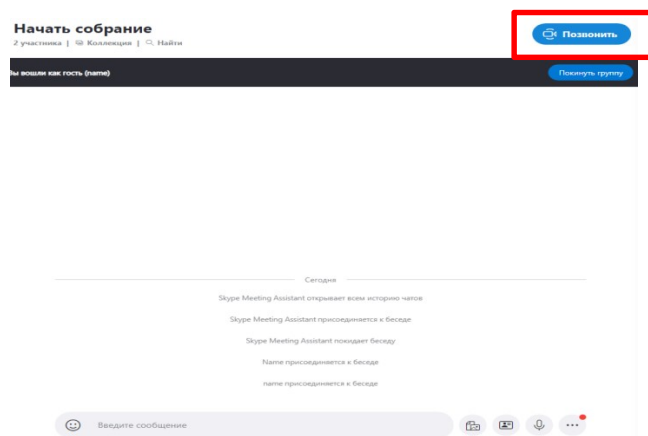 Начать собрание
Позвонить
2 участника | Коллекция | Найти
Вы вошли как гость (name)
Покинуть группу
Сегодня
Skype Meeting Assistant открывает всем историю чатов
Skype Meeting Assistant присоединяется к беседе
Skype Meeting Assistant покидает беседу
Name присоединяется к беседе
name присоединяется к беседе
Введите сообщение